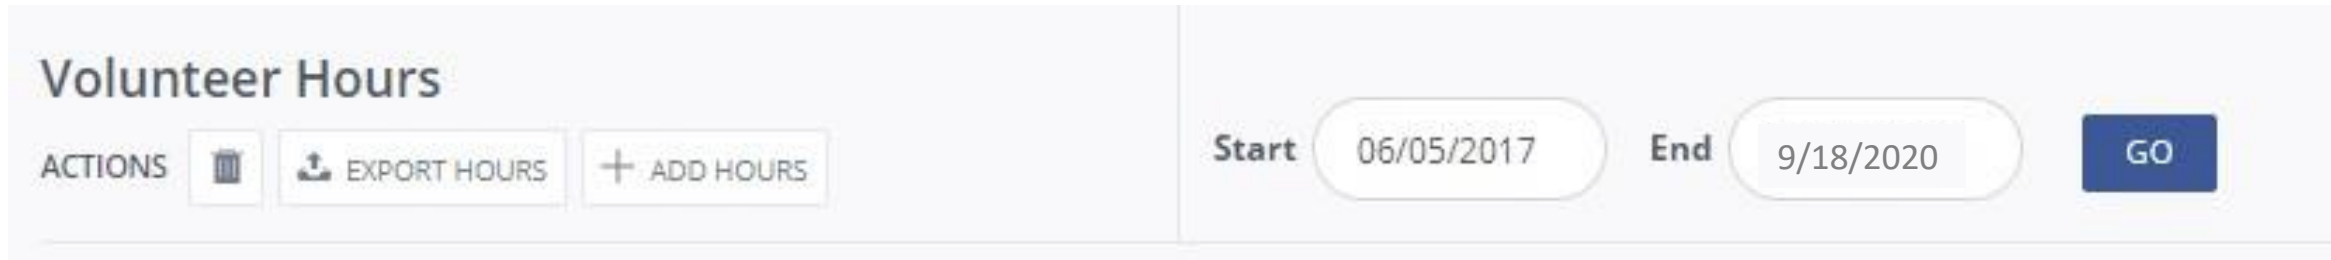 Volunteer Hours
ACTIONS EXPORT HOURS + ADD HOURS
Start 06/05/2017 End 9/18/2020 GO